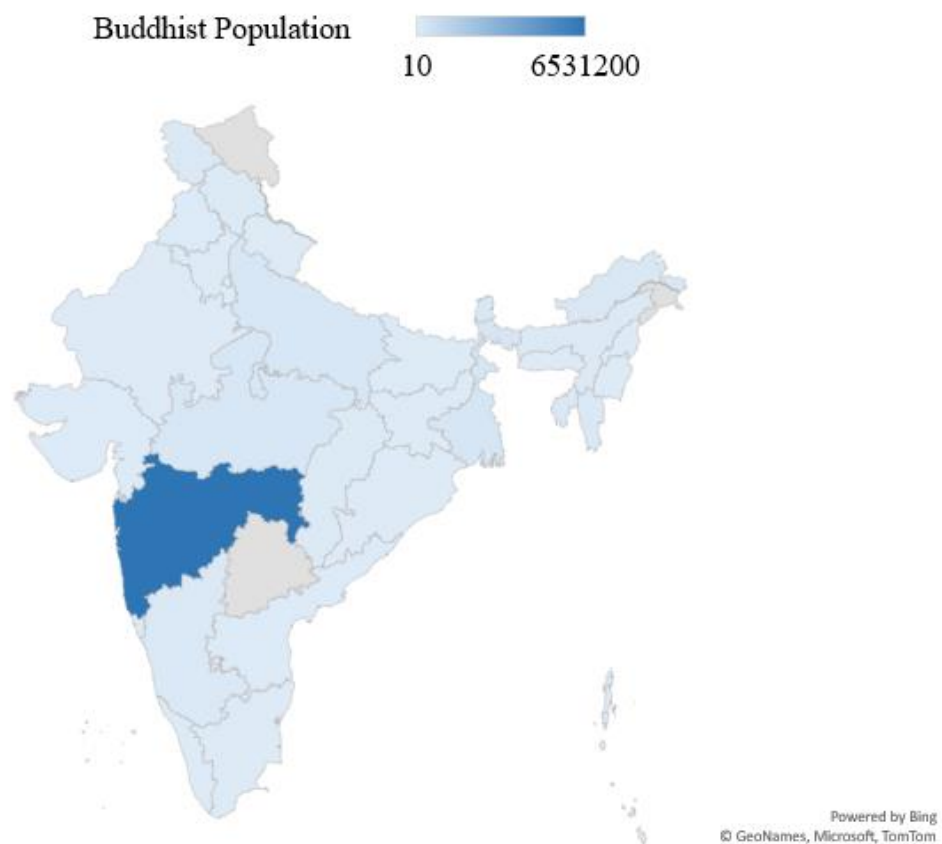 Buddhist Population
10 6531200
Powered by Bing
© GeoNames, Microsoft, TomTom